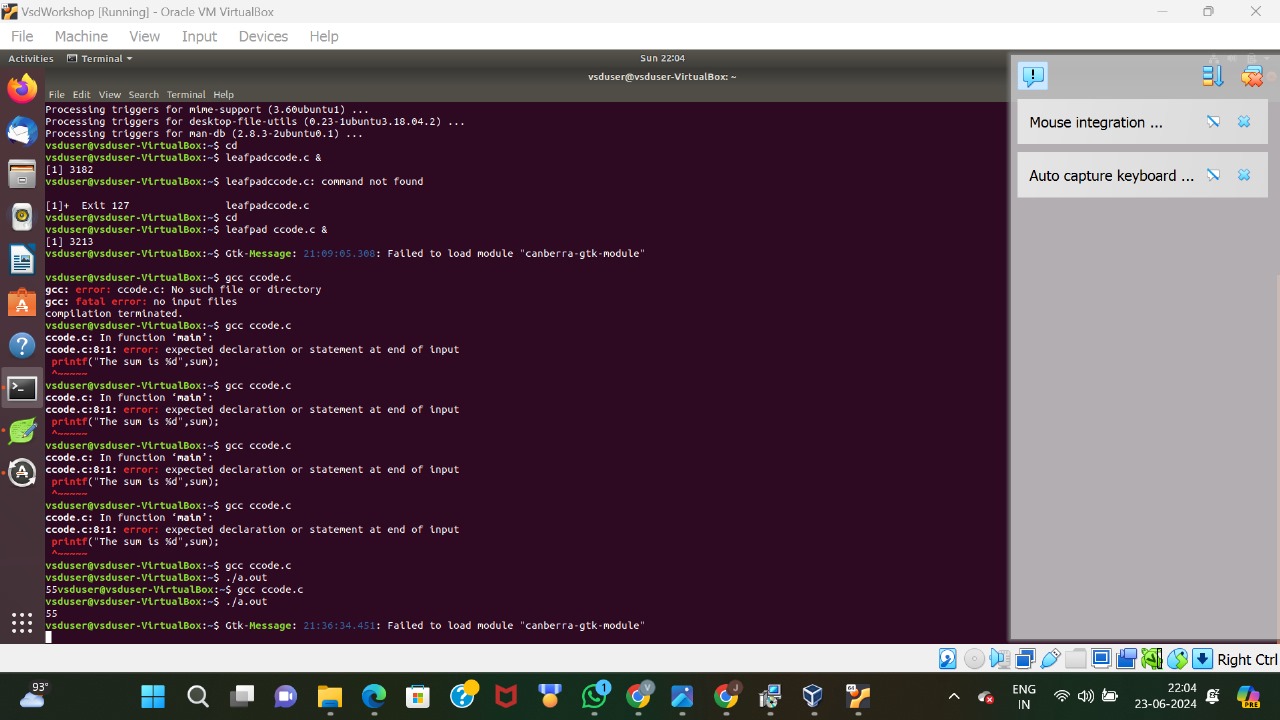 VsdWorkshop [Running] - Oracle VM VirtualBox
File Machine View Input Devices Help
Activities Terminal Sun 22:04
vsduser@vsduser-VirtualBox: ~
File Edit View Search Terminal Help
Processing triggers for mime-support (3.60ubuntu1) ...
Processing triggers for desktop-file-utils (0.23-1ubuntu3.18.04.2) ...
Processing triggers for man-db (2.8.3-2ubuntu0.1) ...
vsduser@vsduser-VirtualBox:~$ cd
vsduser@vsduser-VirtualBox:~$ leafpadccode.c &
[1] 3182
vsduser@vsduser-VirtualBox:~$ leafpadccode.c: command not found
[1]+  Exit 127                leafpadccode.c
vsduser@vsduser-VirtualBox:~$ cd
vsduser@vsduser-VirtualBox:~$ leafpad ccode.c &
[1] 3213
vsduser@vsduser-VirtualBox:~$ Gtk-Message: 21:09:05.308: Failed to load module "canberra-gtk-module"
vsduser@vsduser-VirtualBox:~$ gcc ccode.c
gcc: error: ccode.c: No such file or directory
gcc: fatal error: no input files
compilation terminated.
vsduser@vsduser-VirtualBox:~$ gcc ccode.c
ccode.c: In function ‘main’:
ccode.c:8:1: error: expected declaration or statement at end of input
printf("The sum is %d",sum);
^~~~~~
vsduser@vsduser-VirtualBox:~$ gcc ccode.c
ccode.c: In function ‘main’:
ccode.c:8:1: error: expected declaration or statement at end of input
printf("The sum is %d",sum);
^~~~~~
vsduser@vsduser-VirtualBox:~$ gcc ccode.c
ccode.c: In function ‘main’:
ccode.c:8:1: error: expected declaration or statement at end of input
printf("The sum is %d",sum);
^~~~~~
vsduser@vsduser-VirtualBox:~$ gcc ccode.c
ccode.c: In function ‘main’:
ccode.c:8:1: error: expected declaration or statement at end of input
printf("The sum is %d",sum);
^~~~~~
vsduser@vsduser-VirtualBox:~$ gcc ccode.c
vsduser@vsduser-VirtualBox:~$ ./a.out
55vsduser@vsduser-VirtualBox:~$ gcc ccode.c
vsduser@vsduser-VirtualBox:~$ ./a.out
55
vsduser@vsduser-VirtualBox:~$ Gtk-Message: 21:36:34.451: Failed to load module "canberra-gtk-module"
Mouse integration ...
Auto capture keyboard ...
Right Ctrl
93°
1
V
J
64
ENG
IN
22:04
23-06-2024
PRE